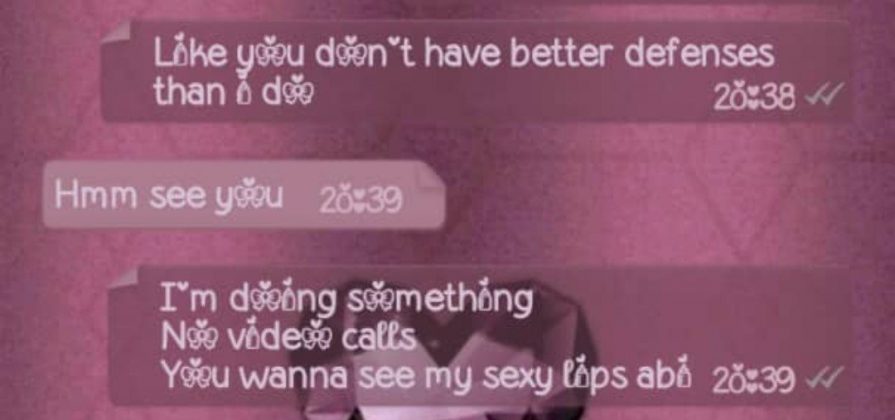 Like you don't have better defenses
than i do
20:38
Hmm see you 20:39
I'm doing something
No video calls
You wanna see my sexy lips abi 20:39